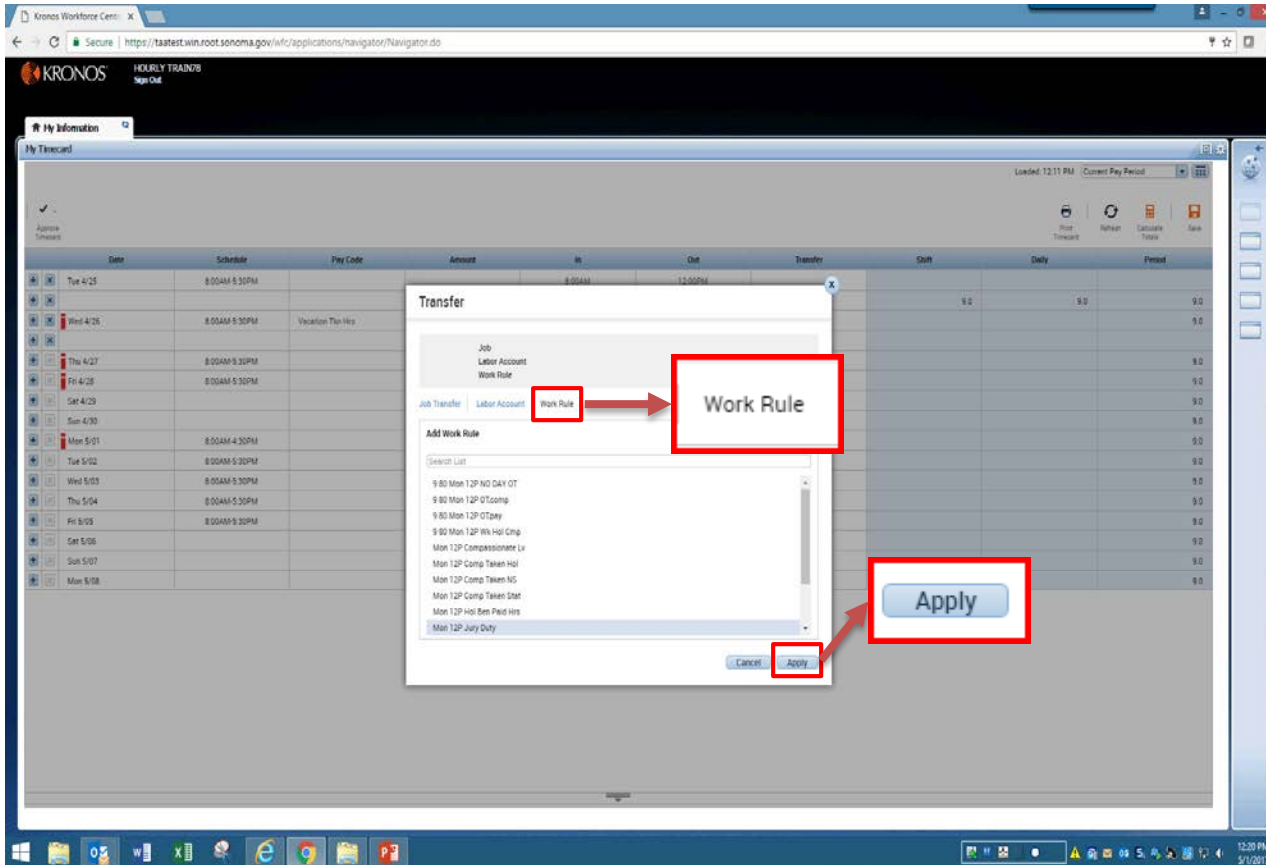 Kronos Workforce Cent
Secure | https://taatest.win.root.sonoma.gov/wfc/applications/navigator/Navigator.do
KRONOS
HOURLY TRAIN78
Sign Out
My Information
My Timecard
Loaded: 12:11 PM Current Pay Period
Approve Timecard
Print Timecard Refresh Calculate Totals Save
Date Schedule Pay Code Amount In Out Transfer Shift Daily Period
Tue 4/25 8:00AM-5:30PM 8:00AM 12:00PM
9.0 9.0 9.0
Wed 4/26 8:00AM-5:30PM Vacation Tkn Hrs 9.0
Thu 4/27 8:00AM-5:30PM 9.0
Fri 4/28 8:00AM-5:30PM 9.0
Sat 4/29 9.0
Sun 4/30 9.0
Mon 5/01 8:00AM-4:30PM 9.0
Tue 5/02 8:00AM-5:30PM 9.0
Wed 5/03 8:00AM-5:30PM 9.0
Thu 5/04 8:00AM-5:30PM 9.0
Fri 5/05 8:00AM-5:30PM 9.0
Sat 5/06 9.0
Sun 5/07 9.0
Mon 5/08 9.0
Transfer
Job
Labor Account
Work Rule
Job Transfer Labor Account Work Rule
Work Rule
Add Work Rule
Search List
9 80 Mon 12P NO DAY OT
9 80 Mon 12P OT.comp
9 80 Mon 12P OT.pay
9 80 Mon 12P Wk Hol Cmp
Mon 12P Compassionate Lv
Mon 12P Comp Taken Hol
Mon 12P Comp Taken NS
Mon 12P Comp Taken Stat
Mon 12P Hol Ben Paid Hrs
Mon 12P Jury Duty
Cancel Apply
Apply
12:20 PM